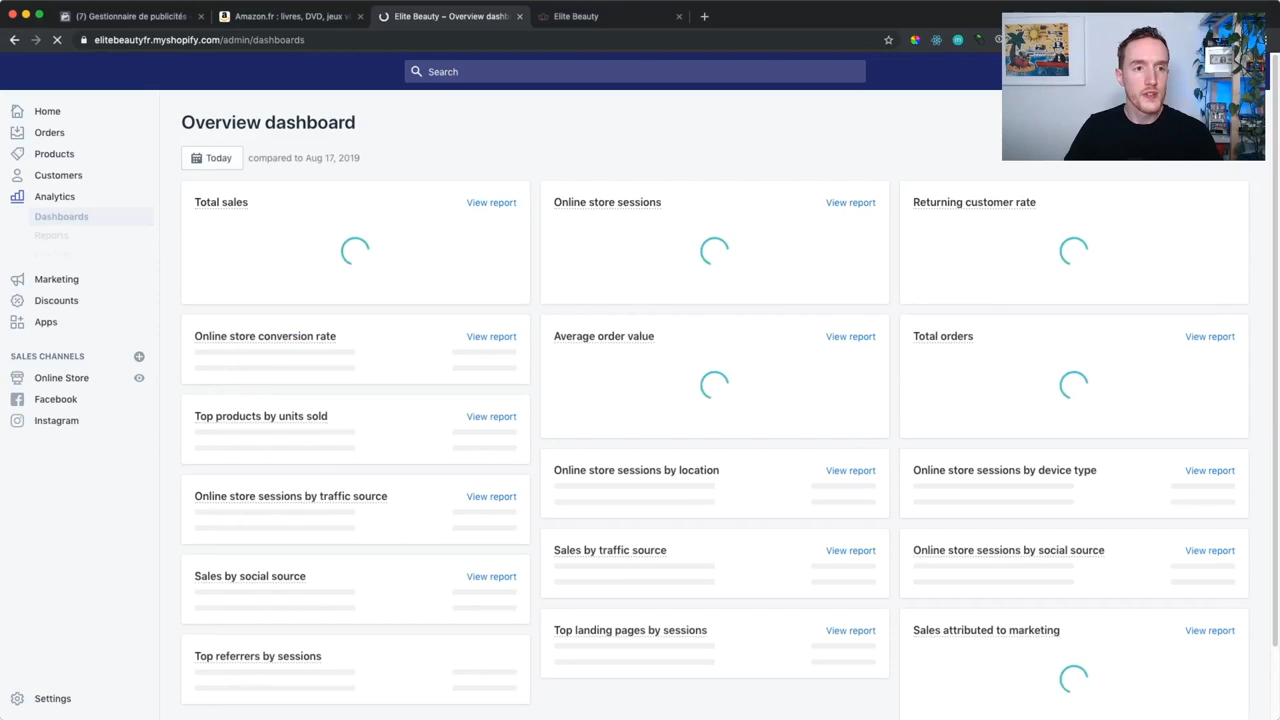 (7) Gestionnaire de publicités
Amazon.fr : livres, DVD, jeux v
Elite Beauty – Overview dashb
Elite Beauty
elitebeautyfr.myshopify.com/admin/dashboards
Search
Home
Orders
Products
Customers
Analytics
Dashboards
Reports
Marketing
Discounts
Apps
SALES CHANNELS
Online Store
Facebook
Instagram
Settings
Overview dashboard
Today compared to Aug 17, 2019
Total sales View report
Online store conversion rate View report
Top products by units sold View report
Online store sessions by traffic source View report
Sales by social source View report
Top referrers by sessions
Online store sessions View report
Average order value View report
Online store sessions by location View report
Sales by traffic source View report
Top landing pages by sessions View report
Returning customer rate
Total orders View report
Online store sessions by device type View report
Online store sessions by social source View report
Sales attributed to marketing View report